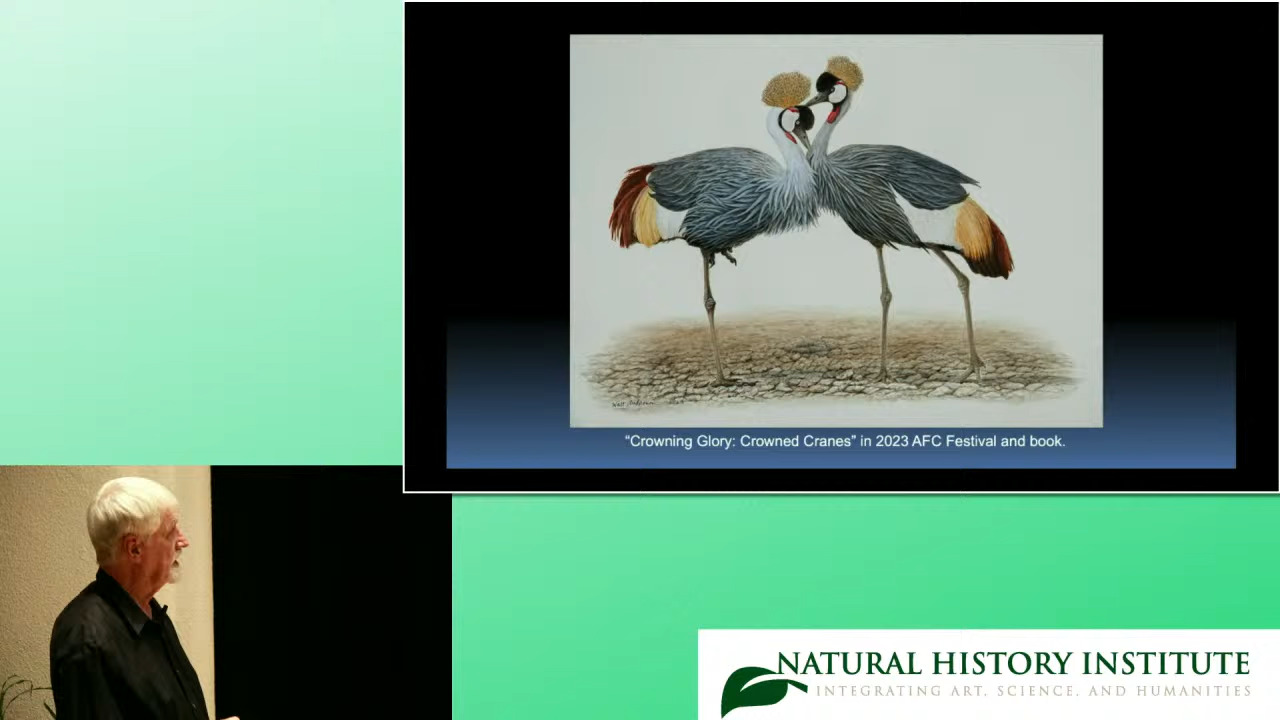 “Crowning Glory: Crowned Cranes” in 2023 AFC Festival and book.
NATURAL HISTORY INSTITUTE
INTEGRATING ART, SCIENCE, AND HUMANITIES